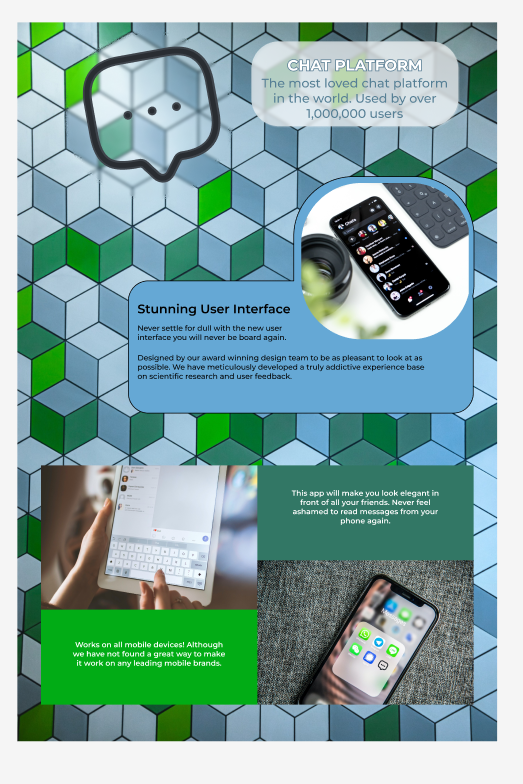 CHAT PLATFORM
The most loved chat platform
in the world. Used by over
1,000,000 users
Chats
Stunning User Interface
Never settle for dull with the new user
interface you will never be board again.
Designed by our award winning design team to be as pleasant to look at as
possible. We have meticulously developed a truly addictive experience base
on scientific research and user feedback.
This app will make you look elegant in
front of all your friends. Never feel
ashamed to read messages from your
phone again.
Works on all mobile devices! Although
we have not found a great way to make
it work on any leading mobile brands.